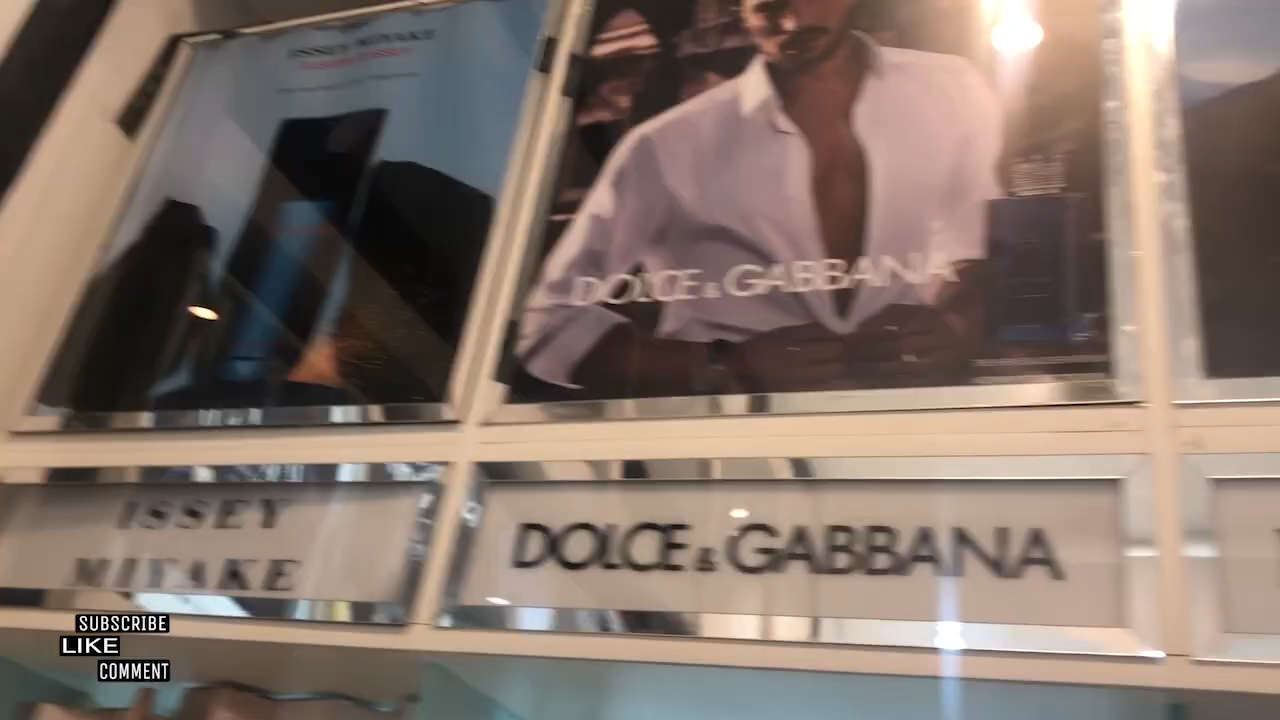 ISSEY MIYAKE
DOLCE & GABBANA
ISSEY
MIYAKE
DOLCE & GABBANA
SUBSCRIBE
LIKE
COMMENT